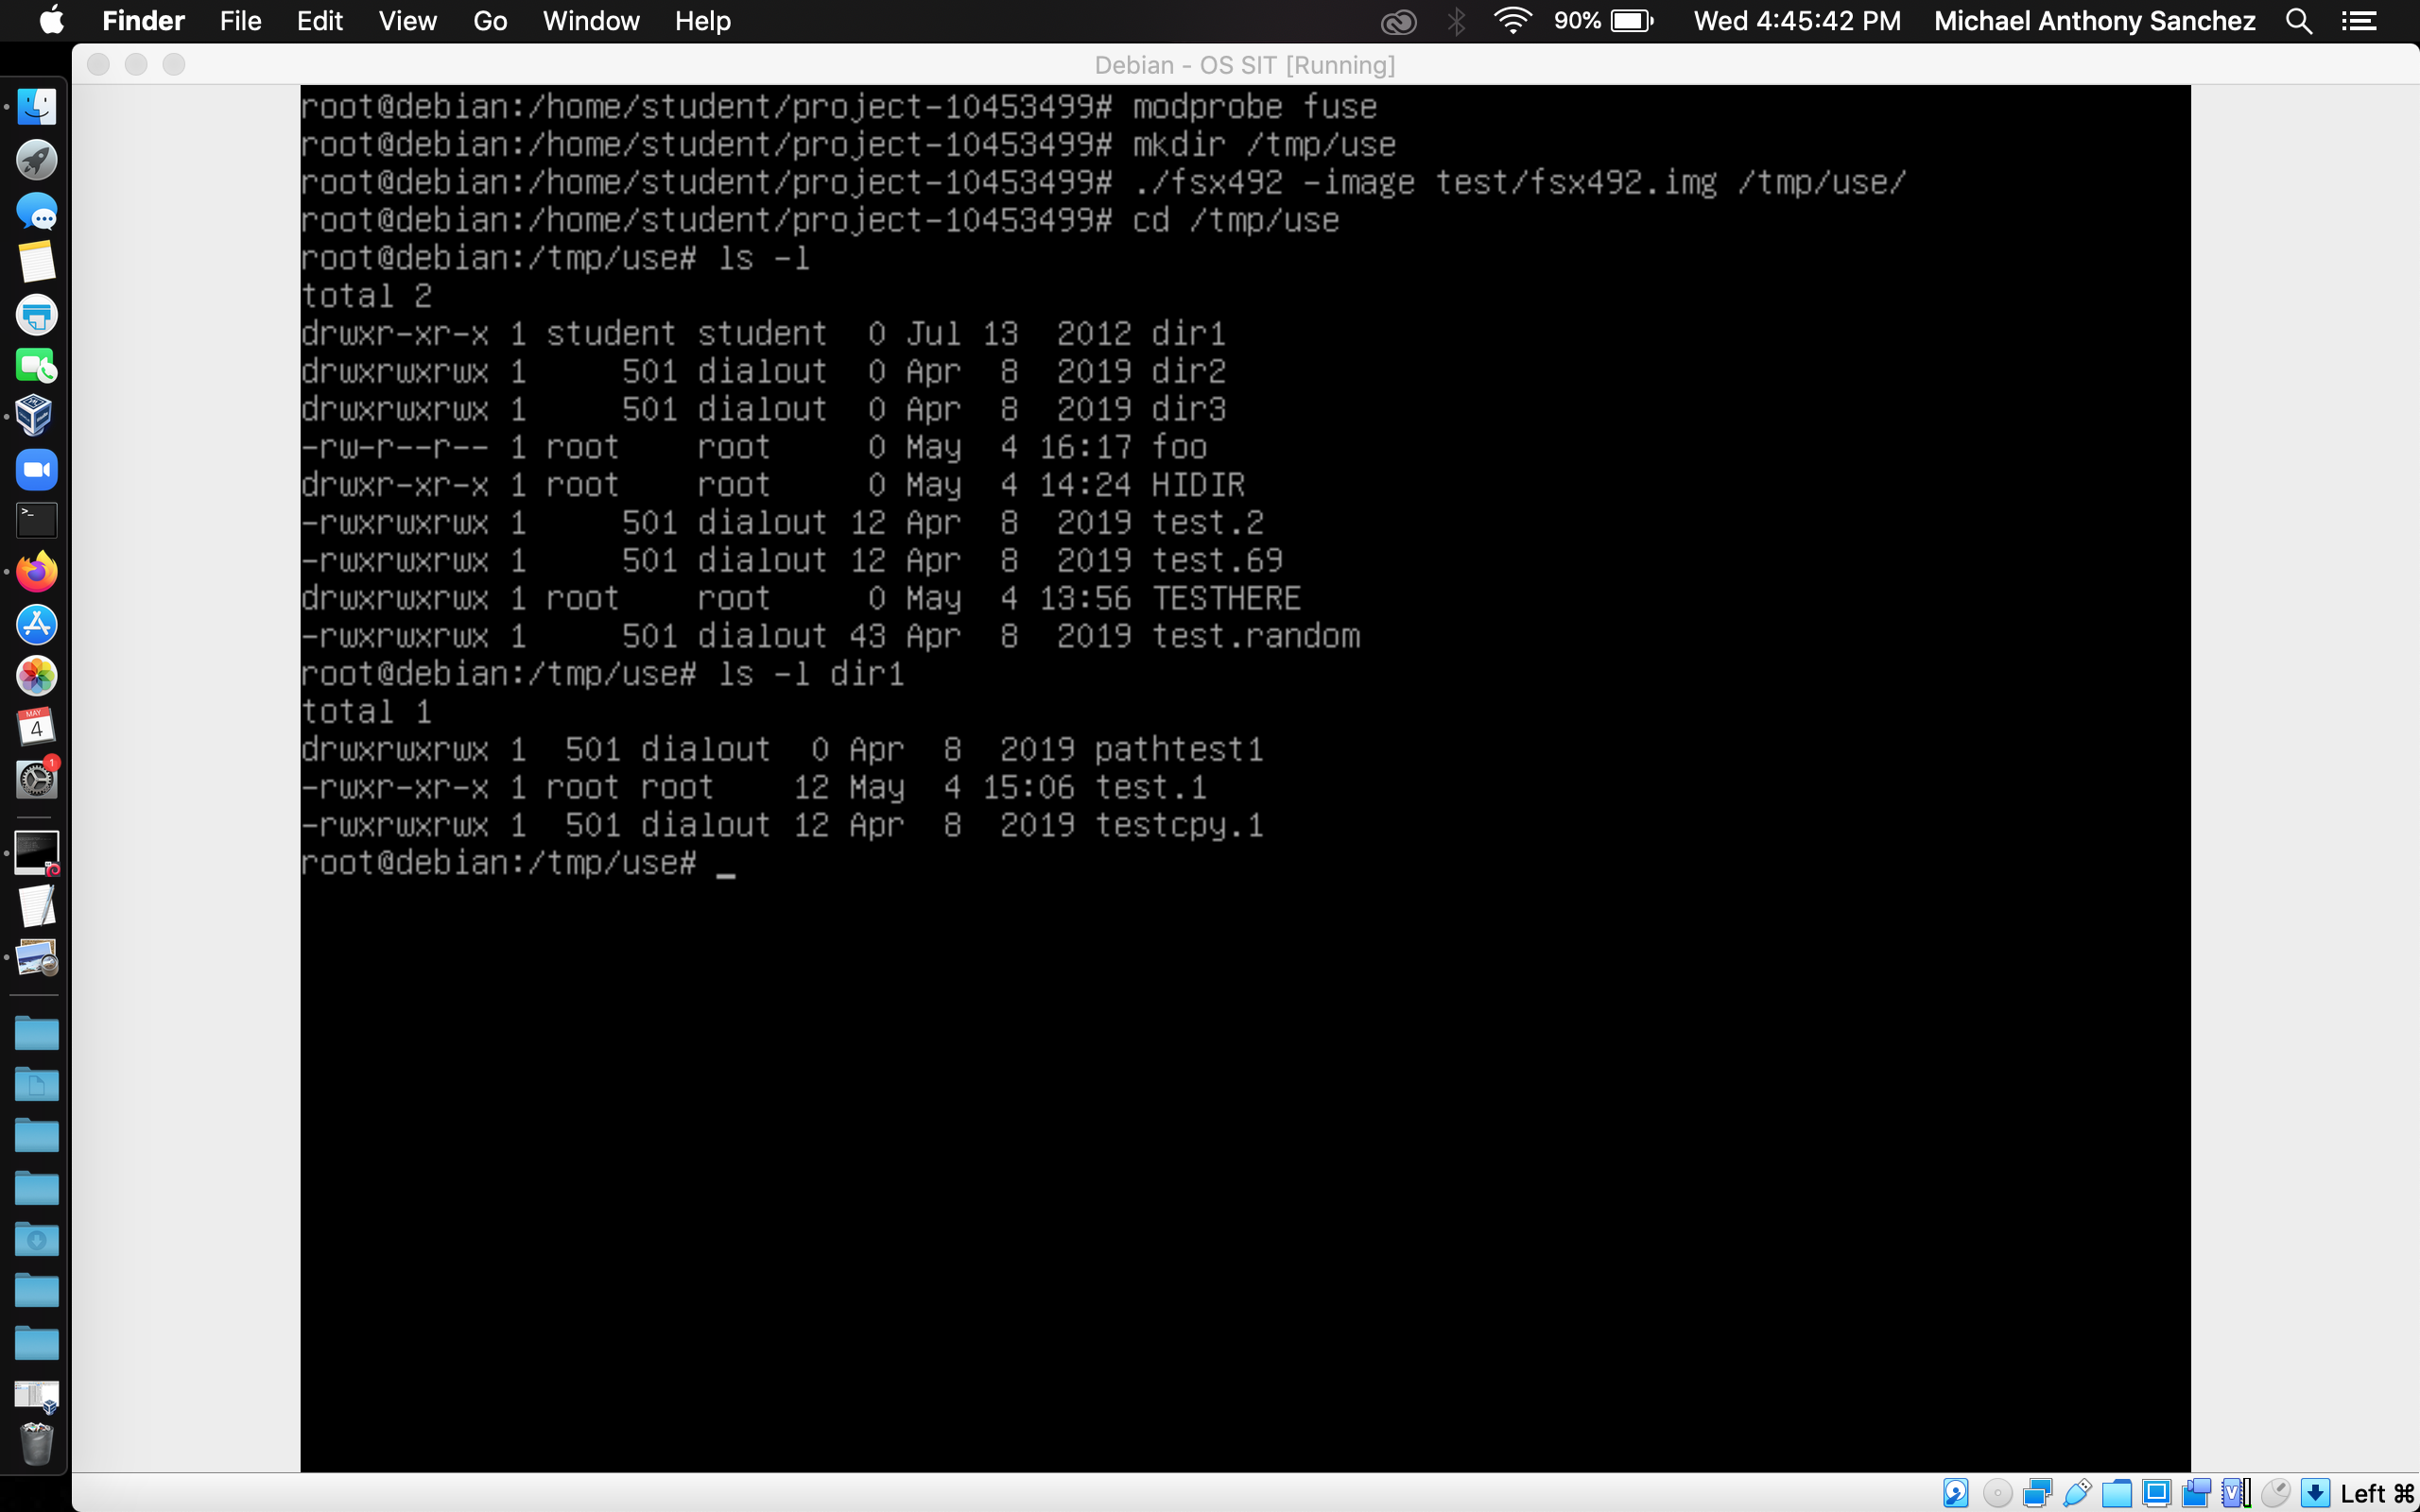 Finder File Edit View Go Window Help 90% Wed 4:45:42 PM Michael Anthony Sanchez
Debian - OS SIT [Running]
root@debian:/home/student/project-10453499# modprobe fuse
root@debian:/home/student/project-10453499# mkdir /tmp/use
root@debian:/home/student/project-10453499# ./fsx492 -image test/fsx492.img /tmp/use/
root@debian:/home/student/project-10453499# cd /tmp/use
root@debian:/tmp/use# ls -l
total 2
drwxr-xr-x 1 student student  0 Jul 13  2012 dir1
drwxrwxrwx 1     501 dialout  0 Apr  8  2019 dir2
drwxrwxrwx 1     501 dialout  0 Apr  8  2019 dir3
-rw-r--r-- 1 root    root     0 May  4 16:17 foo
drwxr-xr-x 1 root    root     0 May  4 14:24 HIDIR
-rwxrwxrwx 1     501 dialout 12 Apr  8  2019 test.2
-rwxrwxrwx 1     501 dialout 12 Apr  8  2019 test.69
drwxrwxrwx 1 root    root     0 May  4 13:56 TESTHERE
-rwxrwxrwx 1     501 dialout 43 Apr  8  2019 test.random
root@debian:/tmp/use# ls -l dir1
total 1
drwxrwxrwx 1  501 dialout  0 Apr  8  2019 pathtest1
-rwxr-xr-x 1 root root    12 May  4 15:06 test.1
-rwxrwxrwx 1  501 dialout 12 Apr  8  2019 testcpy.1
root@debian:/tmp/use# _
MAY
4
1
Left ⌘